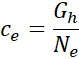 c_e = G_h / N_e